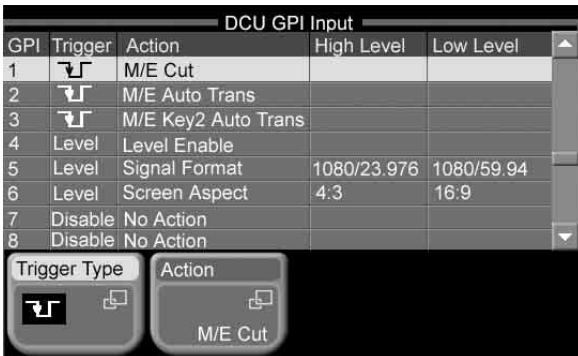 DCU GPI Input
GPI Trigger Action High Level Low Level
1 M/E Cut
2 M/E Auto Trans
3 M/E Key2 Auto Trans
4 Level Level Enable
5 Level Signal Format 1080/23.976 1080/59.94
6 Level Screen Aspect 4:3 16:9
7 Disable No Action
8 Disable No Action
Trigger Type Action
M/E Cut